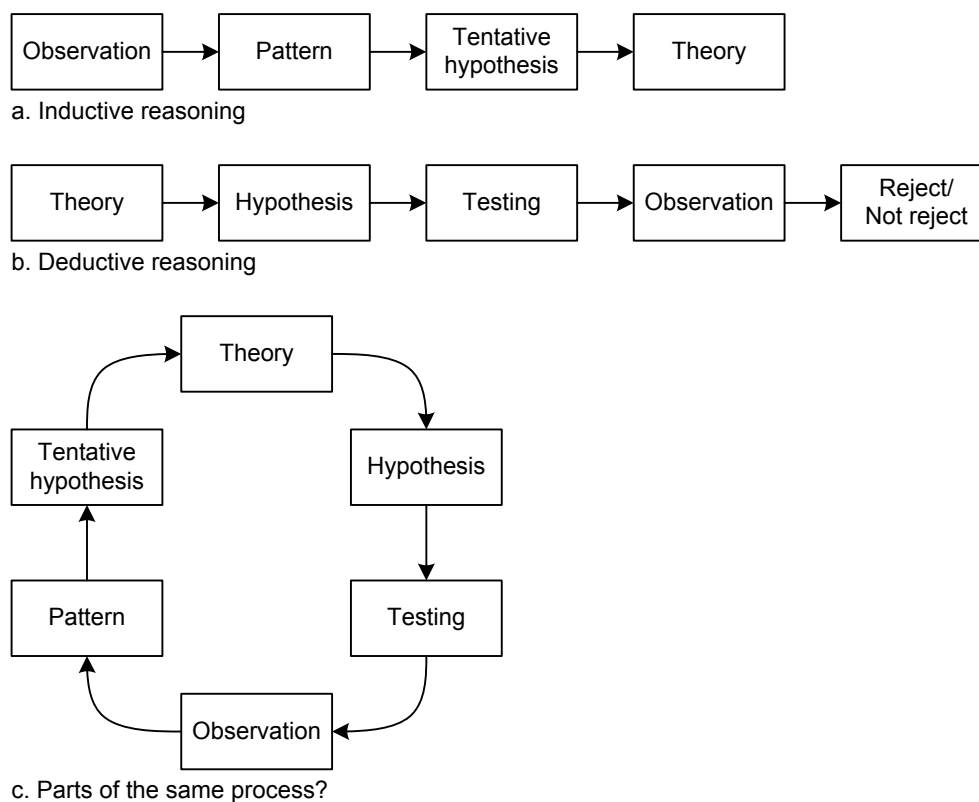 Observation
Pattern
Tentative
hypothesis
Theory
a. Inductive reasoning
Theory
Hypothesis
Testing
Observation
Reject/
Not reject
b. Deductive reasoning
Theory
Tentative
hypothesis
Hypothesis
Pattern
Testing
Observation
c. Parts of the same process?